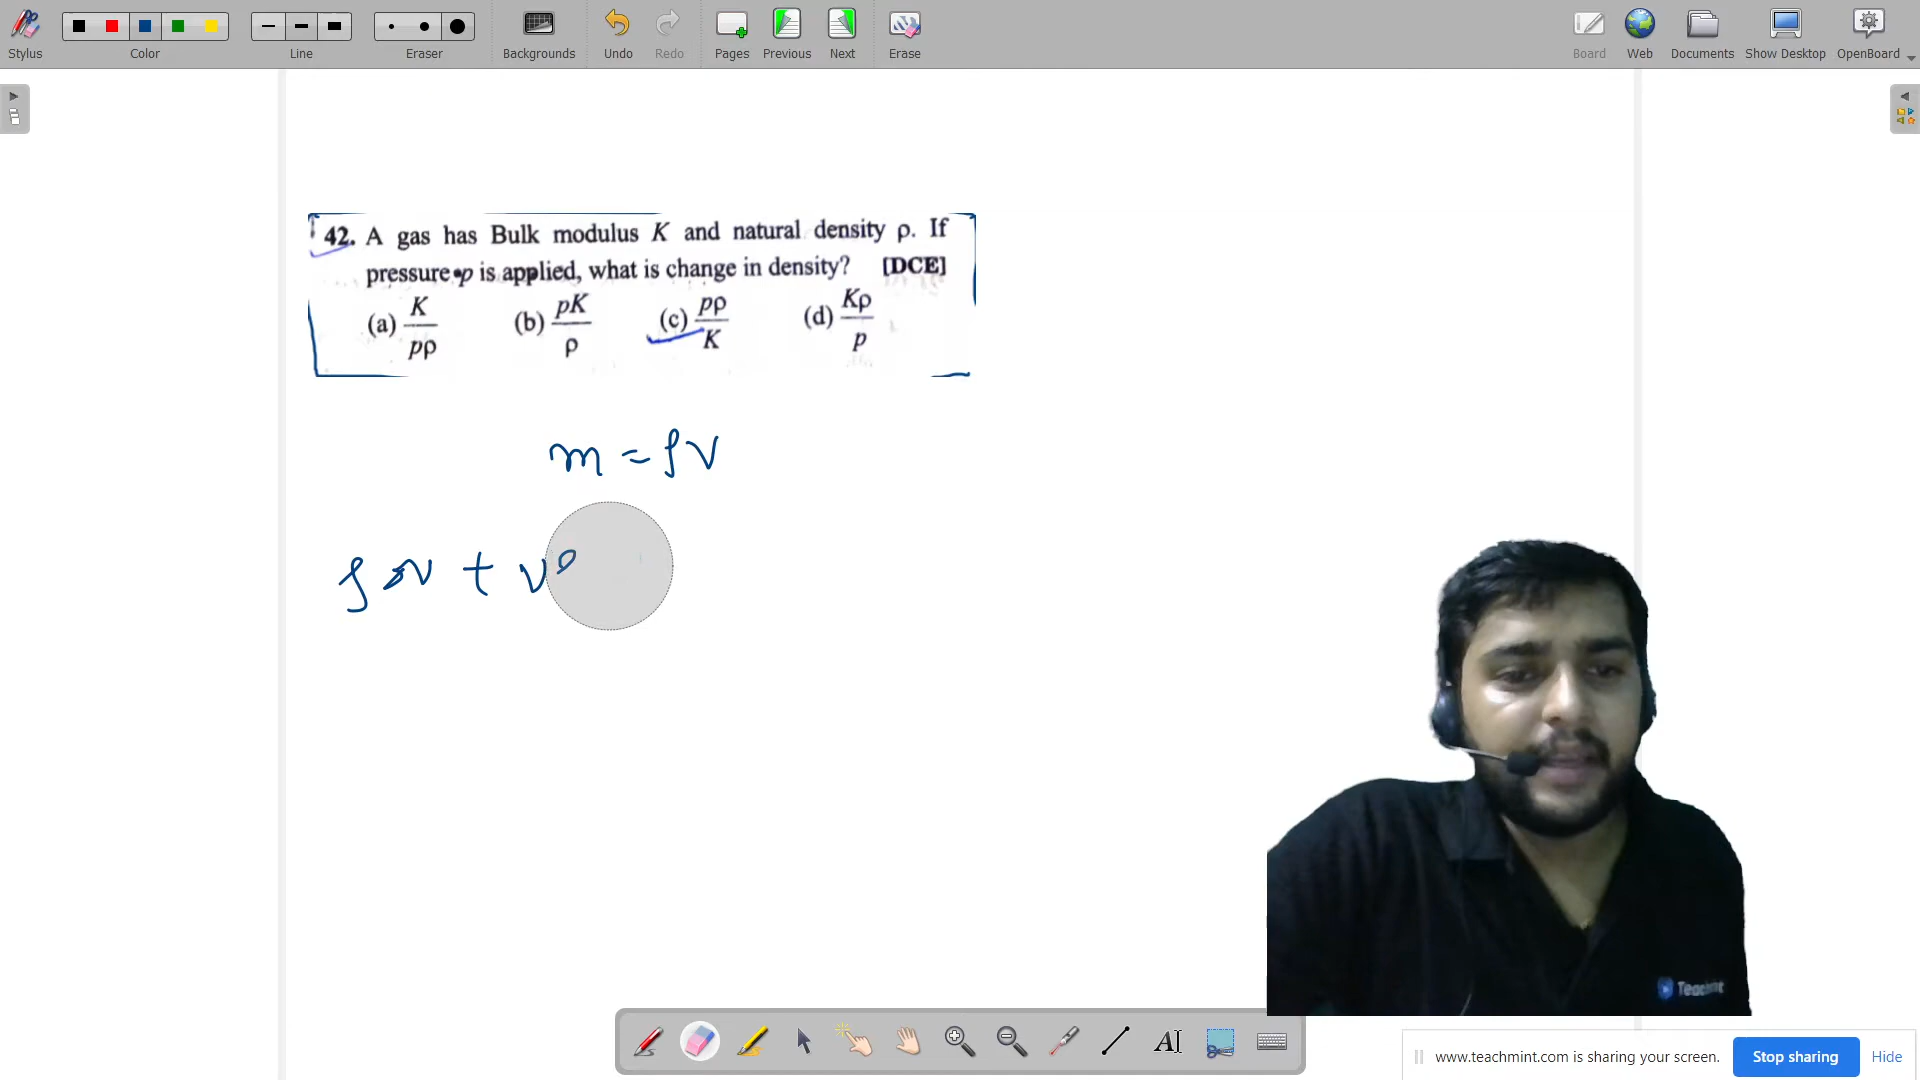 Stylus Color Line Eraser Backgrounds Undo Redo Pages Previous Next Erase Board Web Documents Show Desktop OpenBoard
42. A gas has Bulk modulus K and natural density ρ. If
pressure p is applied, what is change in density? [DCE]
(a) K/pρ (b) pK/ρ (c) pρ/K (d) Kρ/p
m = ρV
Teachmint
www.teachmint.com is sharing your screen. Stop sharing Hide